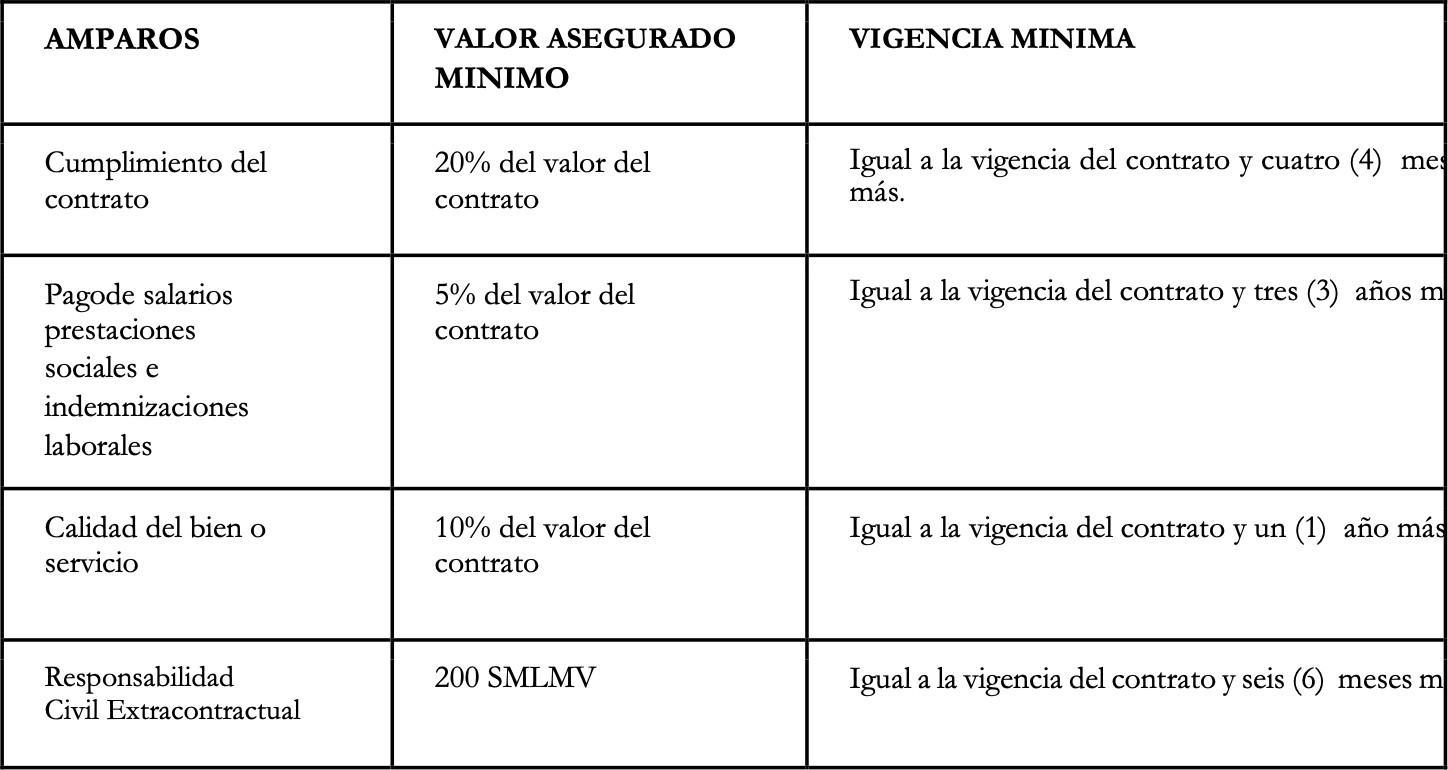 AMPAROS
VALOR ASEGURADO
MINIMO
VIGENCIA MINIMA
Cumplimiento del
contrato
20% del valor del
contrato
Igual a la vigencia del contrato y cuatro (4) mes
más.
Pagode salarios
prestaciones
sociales e
indemnizaciones
laborales
5% del valor del
contrato
Igual a la vigencia del contrato y tres (3) años m
Calidad del bien o
servicio
10% del valor del
contrato
Igual a la vigencia del contrato y un (1) año más
Responsabilidad
Civil Extracontractual
200 SMLMV
Igual a la vigencia del contrato y seis (6) meses m